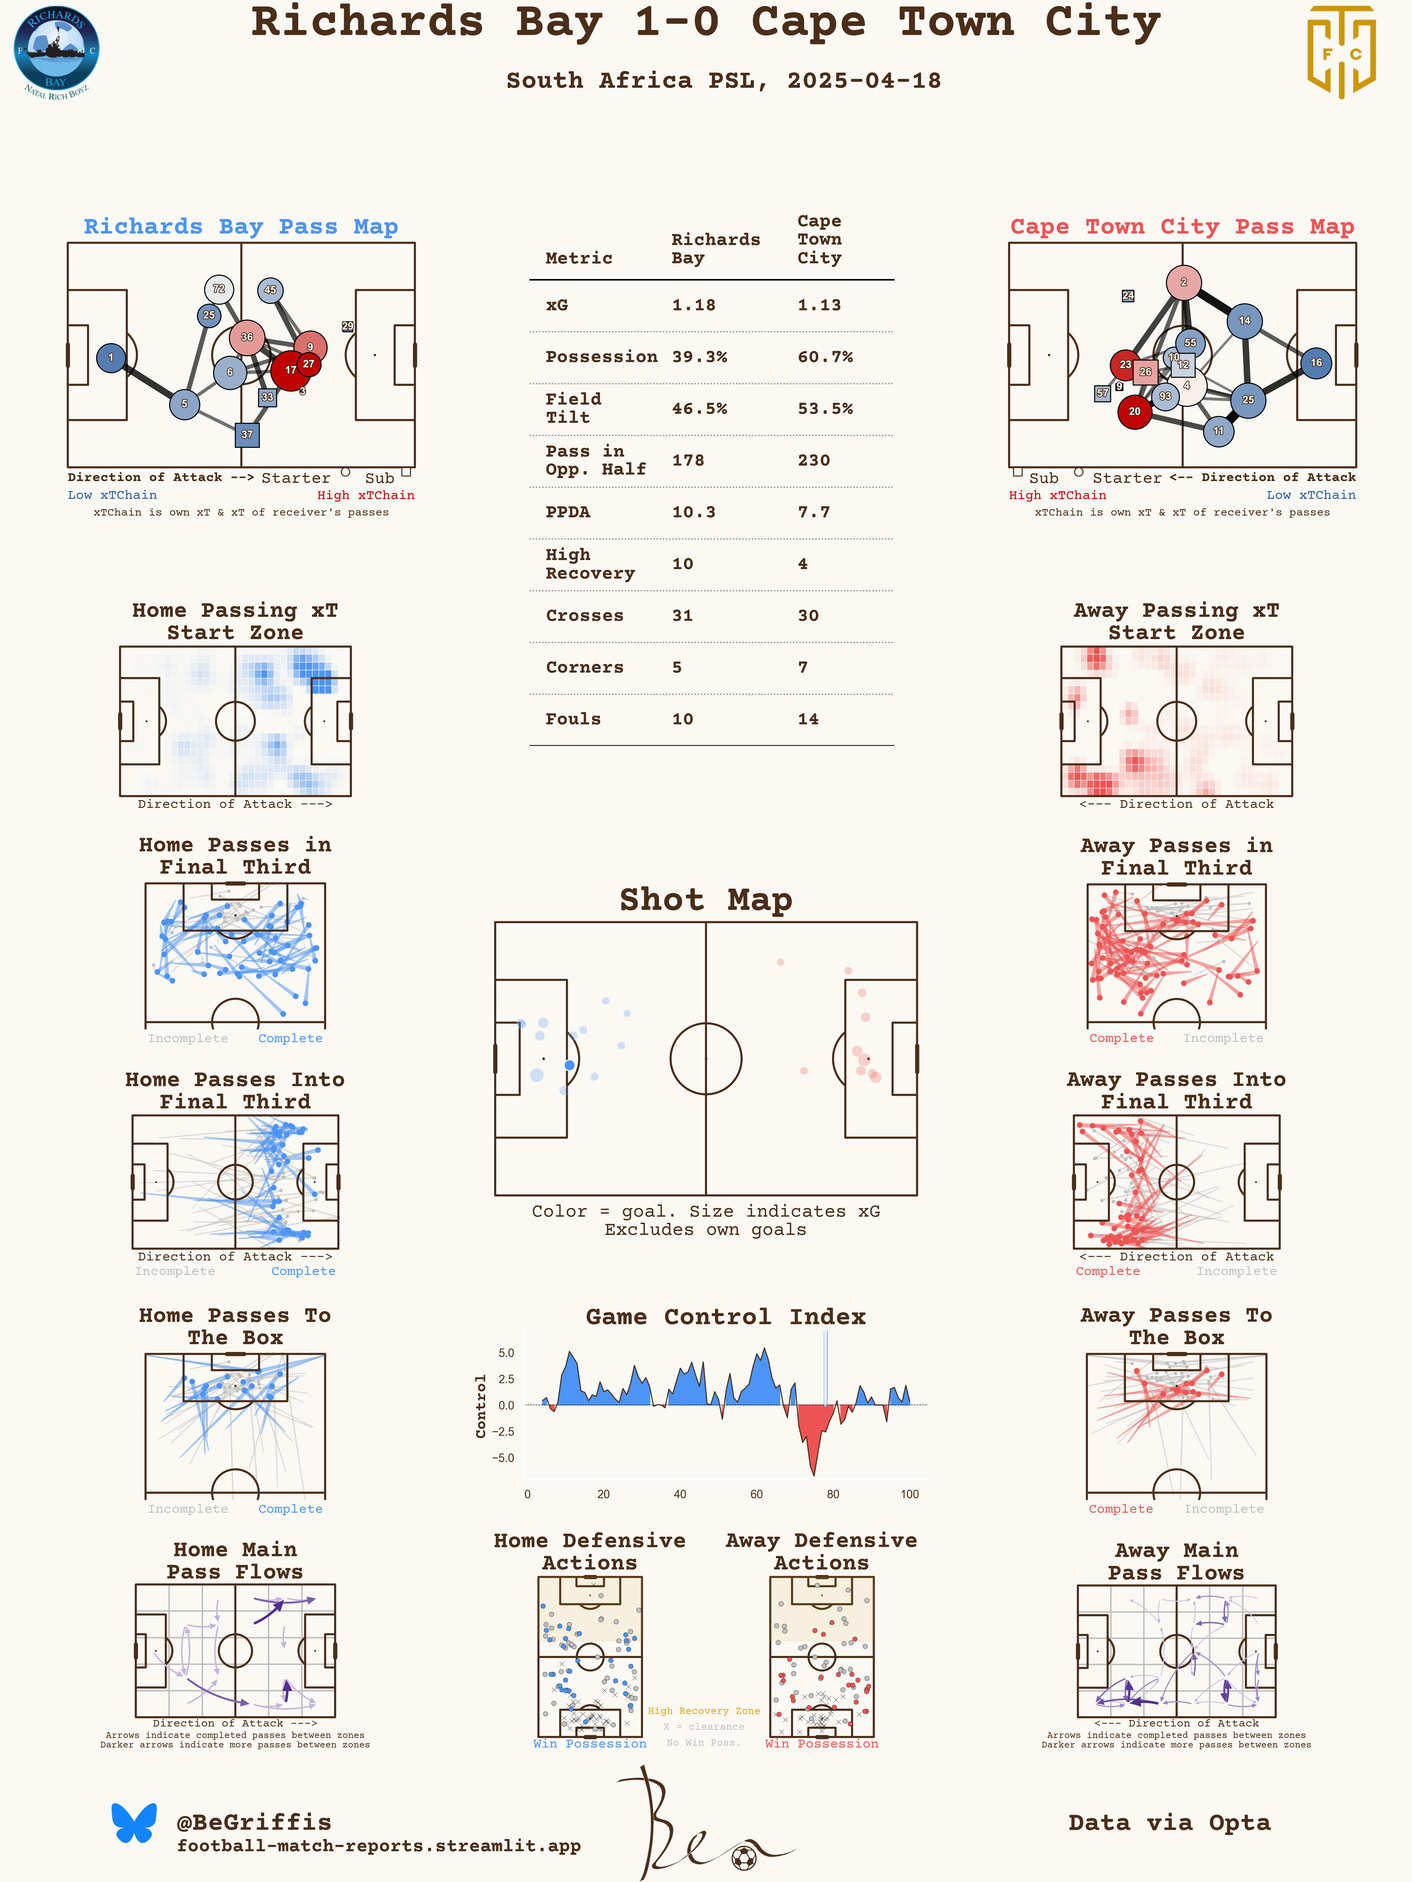 Richards Bay 1-0 Cape Town City
South Africa PSL, 2025-04-18
RICHARDS
F C
BAY
NATAL RICH BOYZ
F C
Richards Bay Pass Map
72
45
25
29
36
9
1
27
17
6
3
33
5
37
Direction of Attack --> Starter Sub
Low xTChain High xTChain
xTChain is own xT & xT of receiver's passes
Metric Richards Bay Cape Town City
xG 1.18 1.13
Possession 39.3% 60.7%
Field Tilt 46.5% 53.5%
Pass in Opp. Half 178 230
PPDA 10.3 7.7
High Recovery 10 4
Crosses 31 30
Corners 5 7
Fouls 10 14
Cape Town City Pass Map
2
24
14
55
10
16
23
12
26
9
4
57
93
25
20
11
Sub Starter <-- Direction of Attack
High xTChain Low xTChain
xTChain is own xT & xT of receiver's passes
Home Passing xT
Start Zone
Direction of Attack --->
Away Passing xT
Start Zone
<--- Direction of Attack
Home Passes in
Final Third
Incomplete Complete
Away Passes in
Final Third
Complete Incomplete
Shot Map
Color = goal. Size indicates xG
Excludes own goals
Home Passes Into
Final Third
Direction of Attack --->
Incomplete Complete
Away Passes Into
Final Third
<--- Direction of Attack
Complete Incomplete
Home Passes To
The Box
Incomplete Complete
Game Control Index
Control
5.0
2.5
0.0
−2.5
−5.0
0 20 40 60 80 100
Away Passes To
The Box
Complete Incomplete
Home Main
Pass Flows
Direction of Attack --->
Arrows indicate completed passes between zones
Darker arrows indicate more passes between zones
Home Defensive
Actions
Win Possession
High Recovery Zone
X = clearance
No Win Poss.
Away Defensive
Actions
Win Possession
Away Main
Pass Flows
<--- Direction of Attack
Arrows indicate completed passes between zones
Darker arrows indicate more passes between zones
@BeGriffis
football-match-reports.streamlit.app
Ben
Data via Opta